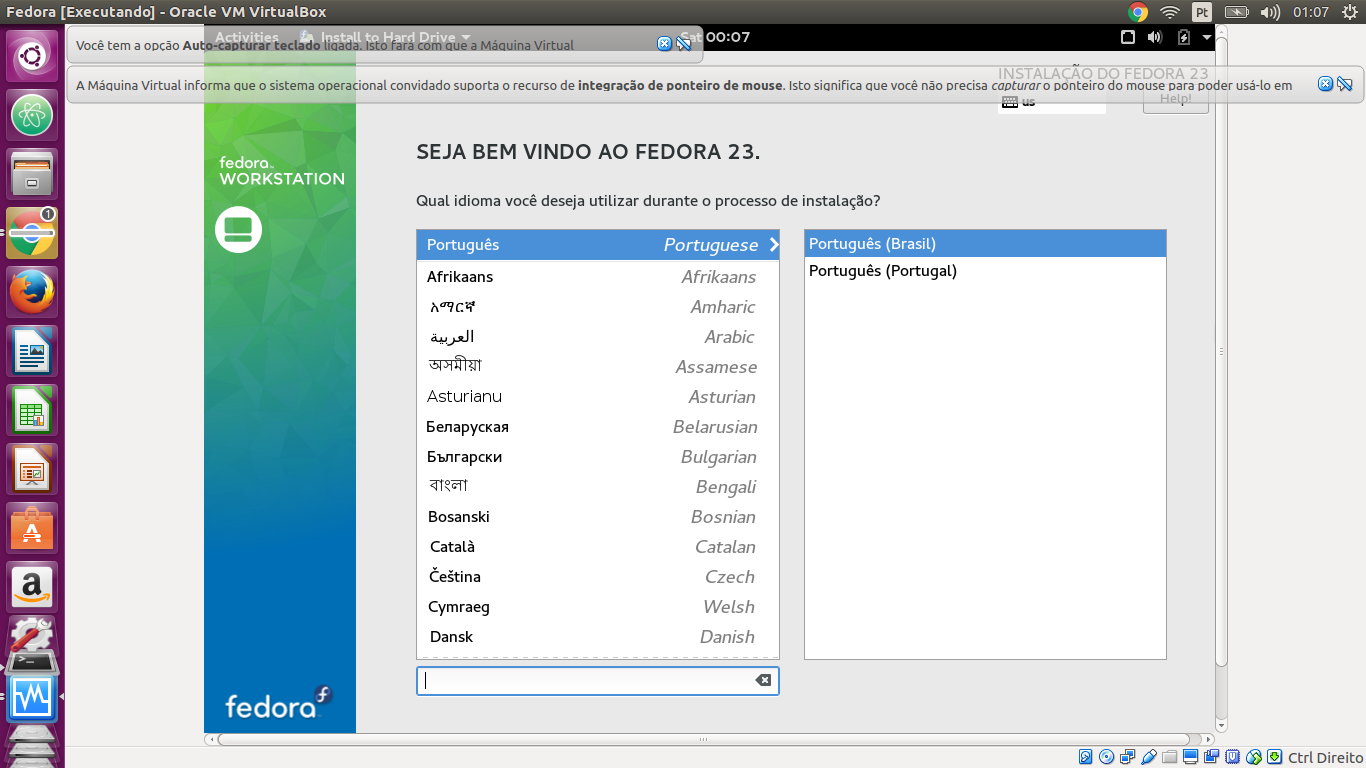 Fedora [Executando] - Oracle VM VirtualBox
Pt
01:07
Activities
Install to Hard Drive
Sat 00:07
Você tem a opção Auto-capturar teclado ligada. Isto fará com que a Máquina Virtual
INSTALAÇÃO DO FEDORA 23
A Máquina Virtual informa que o sistema operacional convidado suporta o recurso de integração de ponteiro de mouse. Isto significa que você não precisa capturar o ponteiro do mouse para poder usá-lo em
us
Help!
fedora
WORKSTATION
SEJA BEM VINDO AO FEDORA 23.
Qual idioma você deseja utilizar durante o processo de instalação?
Português Portuguese
Afrikaans Afrikaans
አማርኛ Amharic
العربية Arabic
অসমীয়া Assamese
Asturianu Asturian
Беларуская Belarusian
Български Bulgarian
বাংলা Bengali
Bosanski Bosnian
Català Catalan
Čeština Czech
Cymraeg Welsh
Dansk Danish
Português (Brasil)
Português (Portugal)
fedora
Ctrl Direito